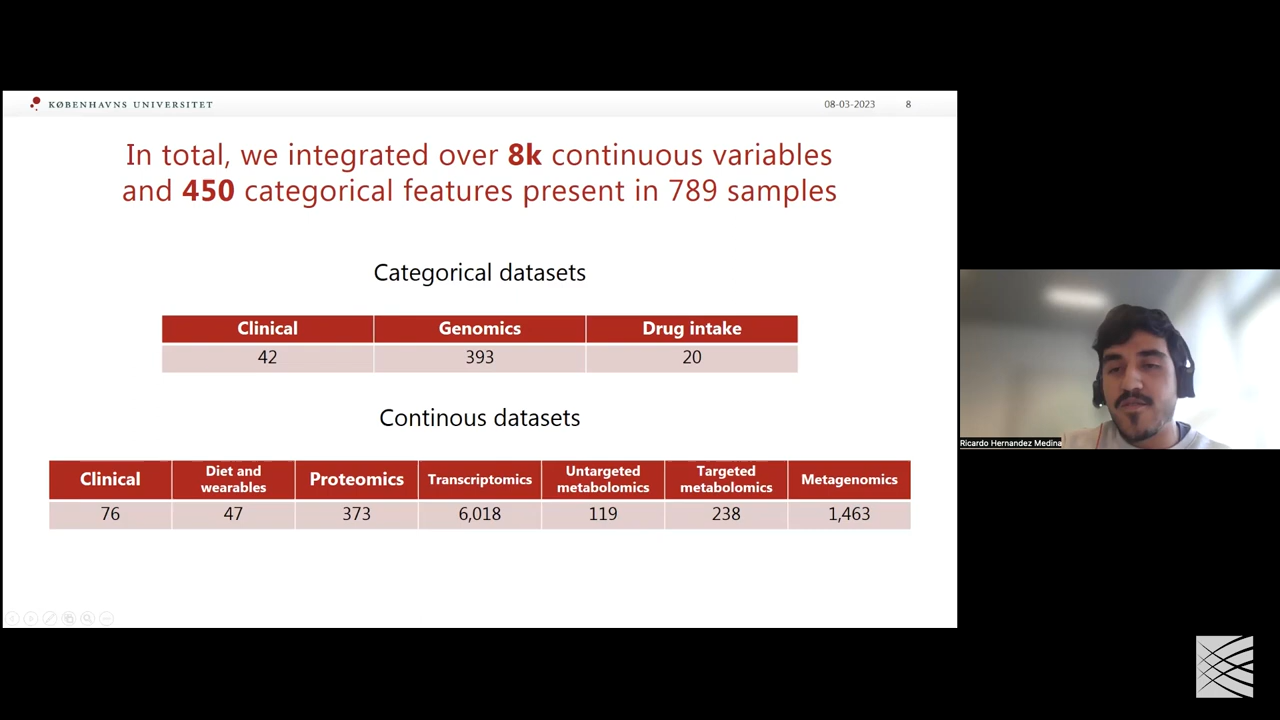 KØBENHAVNS UNIVERSITET
08-03-2023
8
In total, we integrated over 8k continuous variables
and 450 categorical features present in 789 samples
Categorical datasets
Clinical Genomics Drug intake
42 393 20
Continous datasets
Clinical Diet and wearables Proteomics Transcriptomics Untargeted metabolomics Targeted metabolomics Metagenomics
76 47 373 6,018 119 238 1,463
Ricardo Hernandez Medina